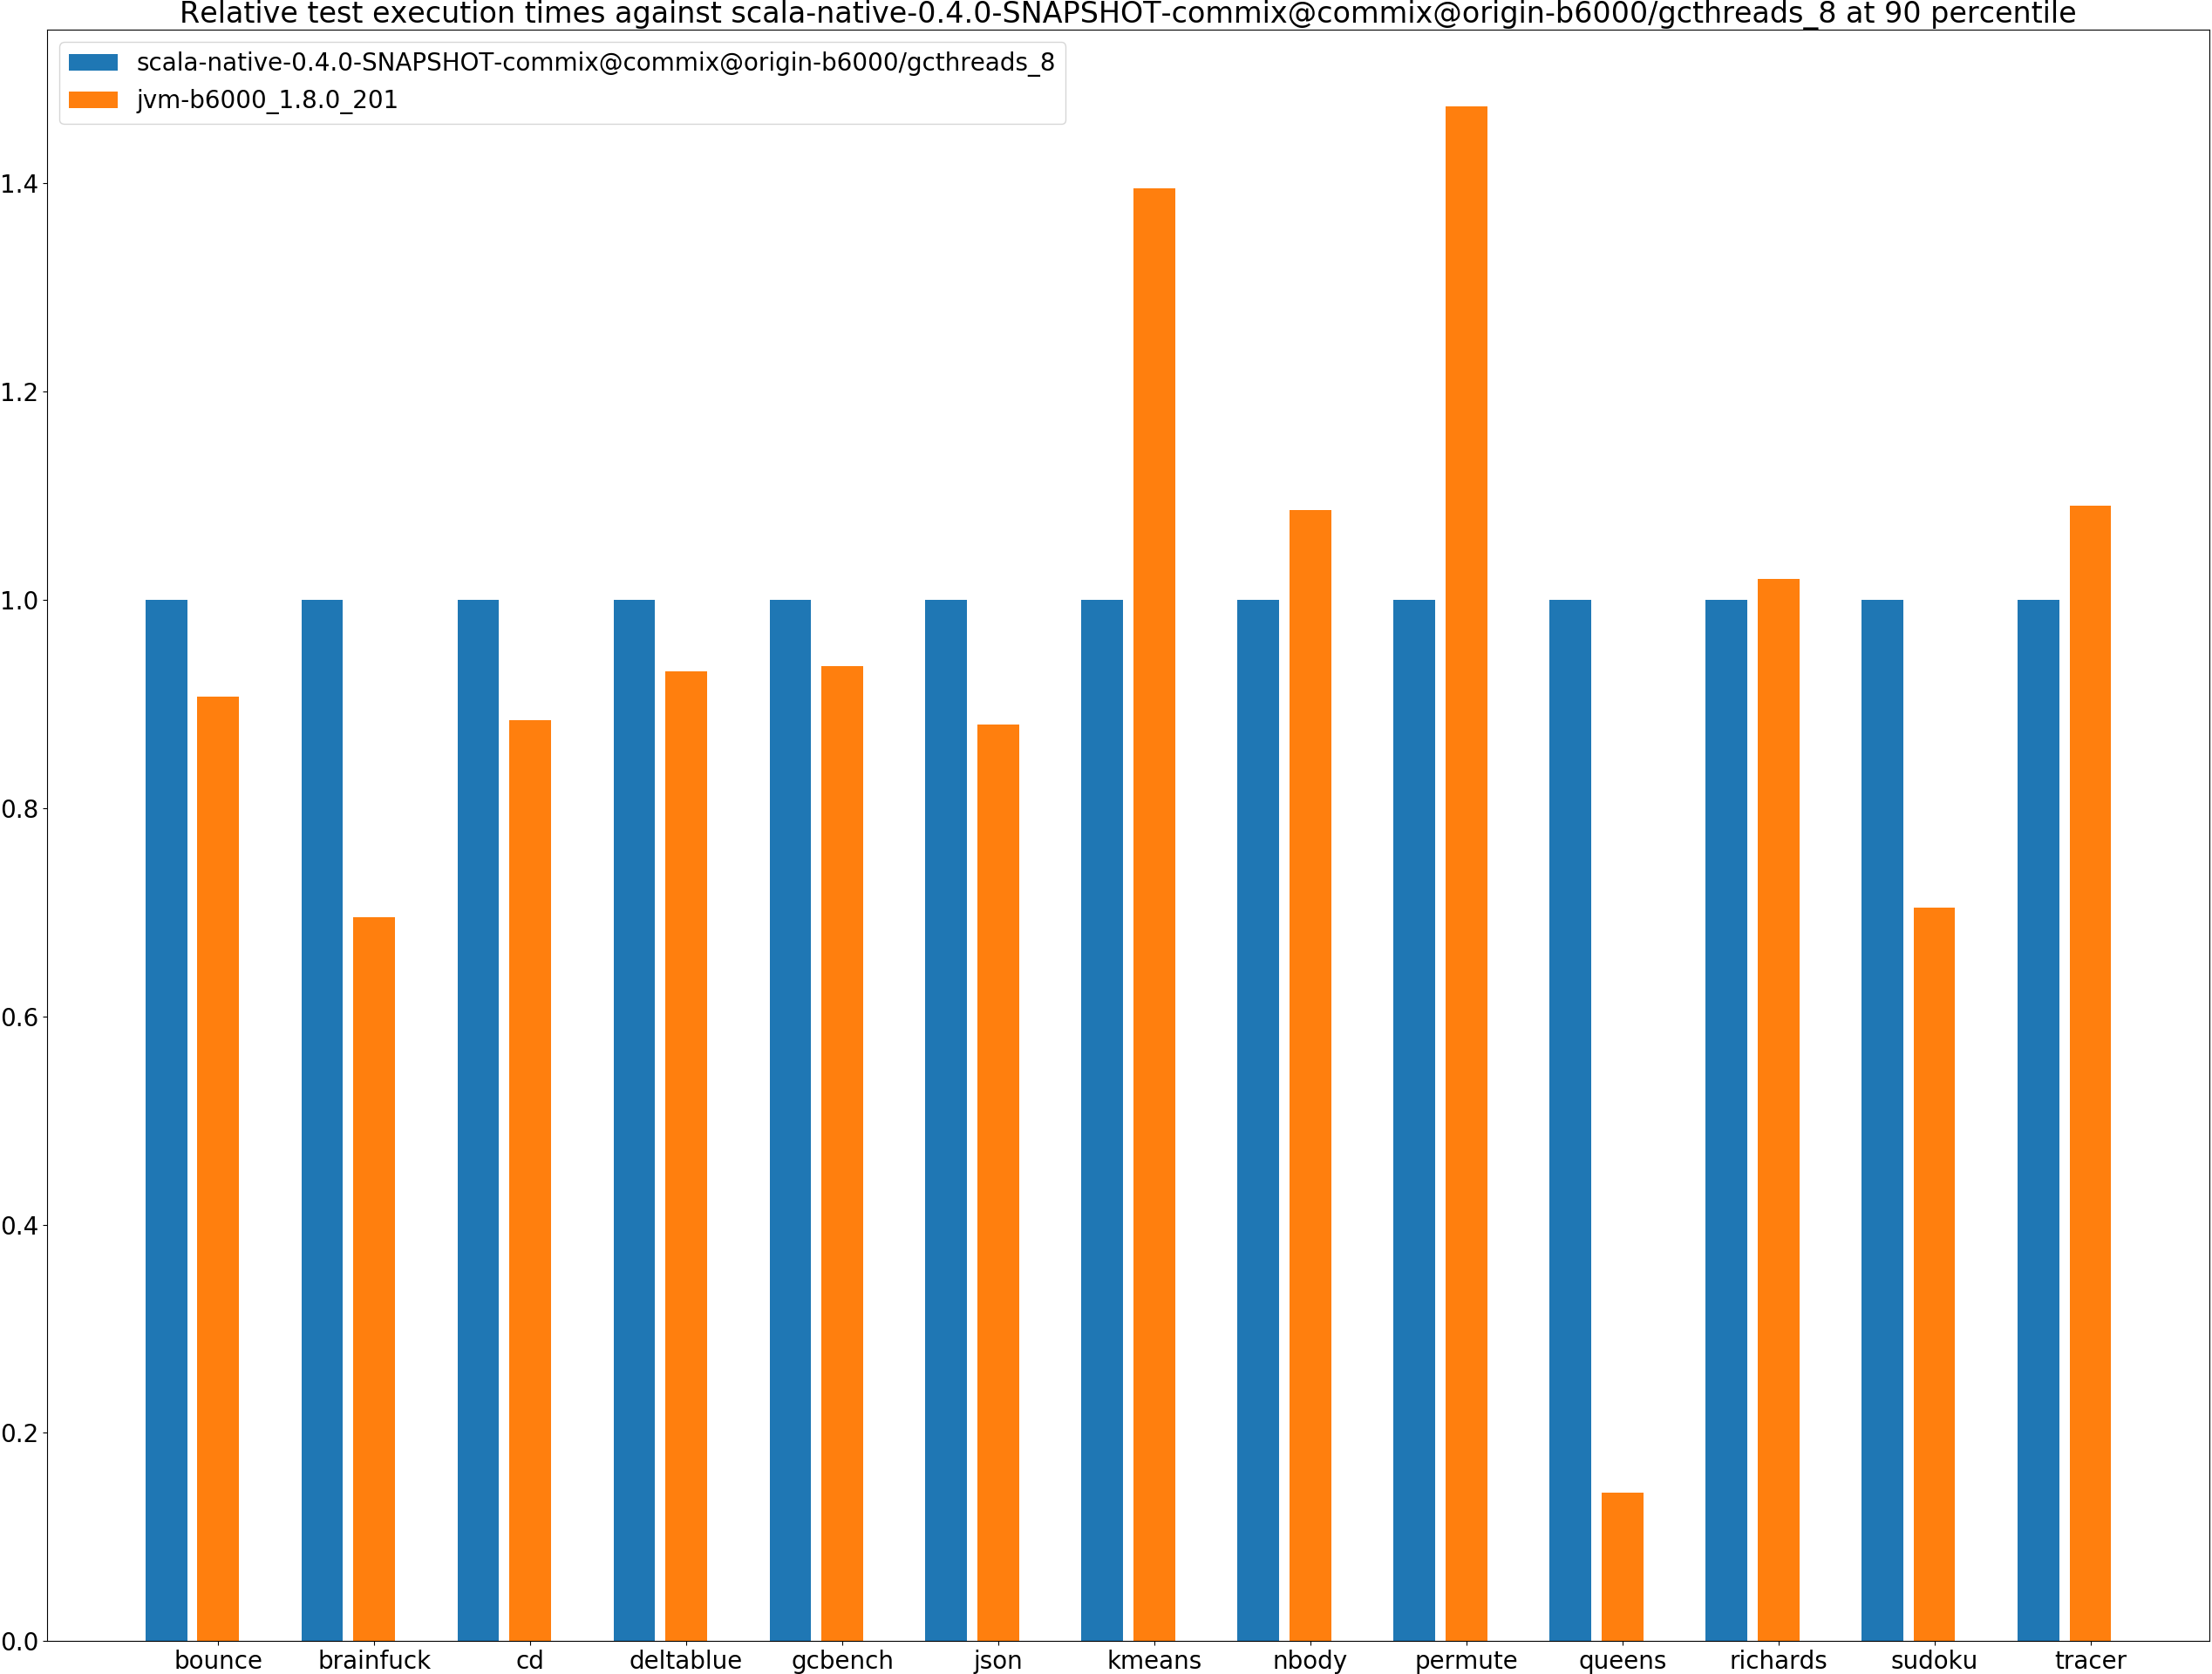 Relative test execution times against scala-native-0.4.0-SNAPSHOT-commix@commix@origin-b6000/gcthreads_8 at 90 percentile
scala-native-0.4.0-SNAPSHOT-commix@commix@origin-b6000/gcthreads_8
jvm-b6000_1.8.0_201
1.4
1.2
1.0
0.8
0.6
0.4
0.2
0.0
bounce brainfuck cd deltablue gcbench json kmeans nbody permute queens richards sudoku tracer